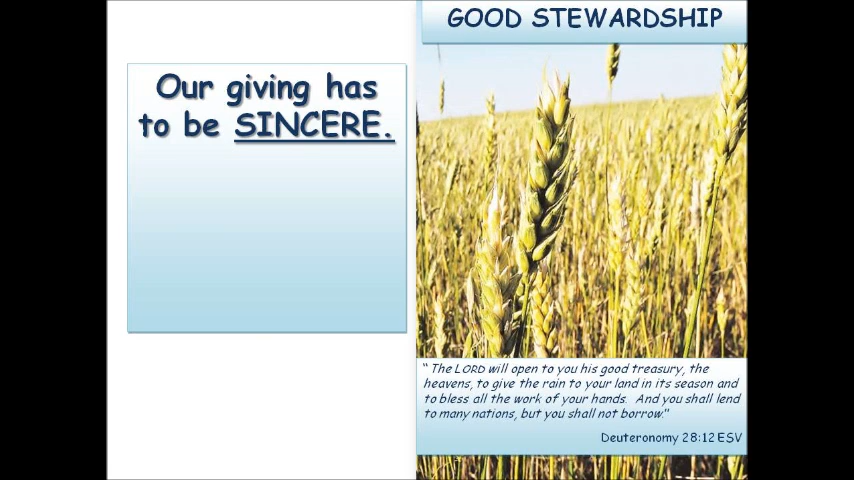 Our giving has
to be SINCERE.
GOOD STEWARDSHIP
" The LORD will open to you his good treasury, the
heavens, to give the rain to your land in its season and
to bless all the work of your hands.  And you shall lend
to many nations, but you shall not borrow."
Deuteronomy 28:12 ESV